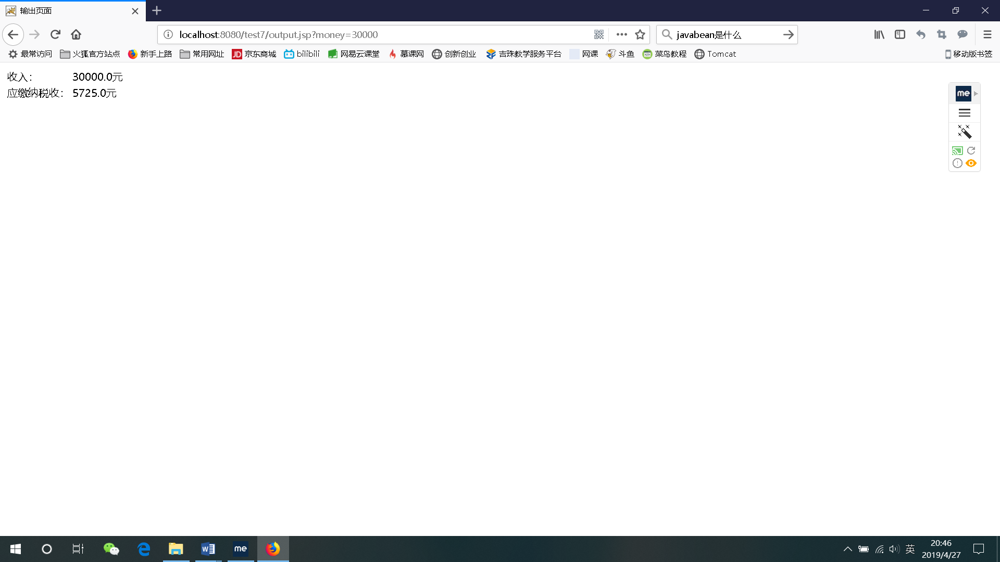 输出页面
localhost:8080/test7/output.jsp?money=30000
javabean是什么
最常访问 火狐官方站点 新手上路 常用网址 JD 京东商城 bilibili 网易云课堂 慕课网 创新创业 吉珠教学服务平台 网课 斗鱼 菜鸟教程 Tomcat 移动版书签
收入： 30000.0元
应缴纳税收： 5725.0元
me
me
英
20:46
2019/4/27